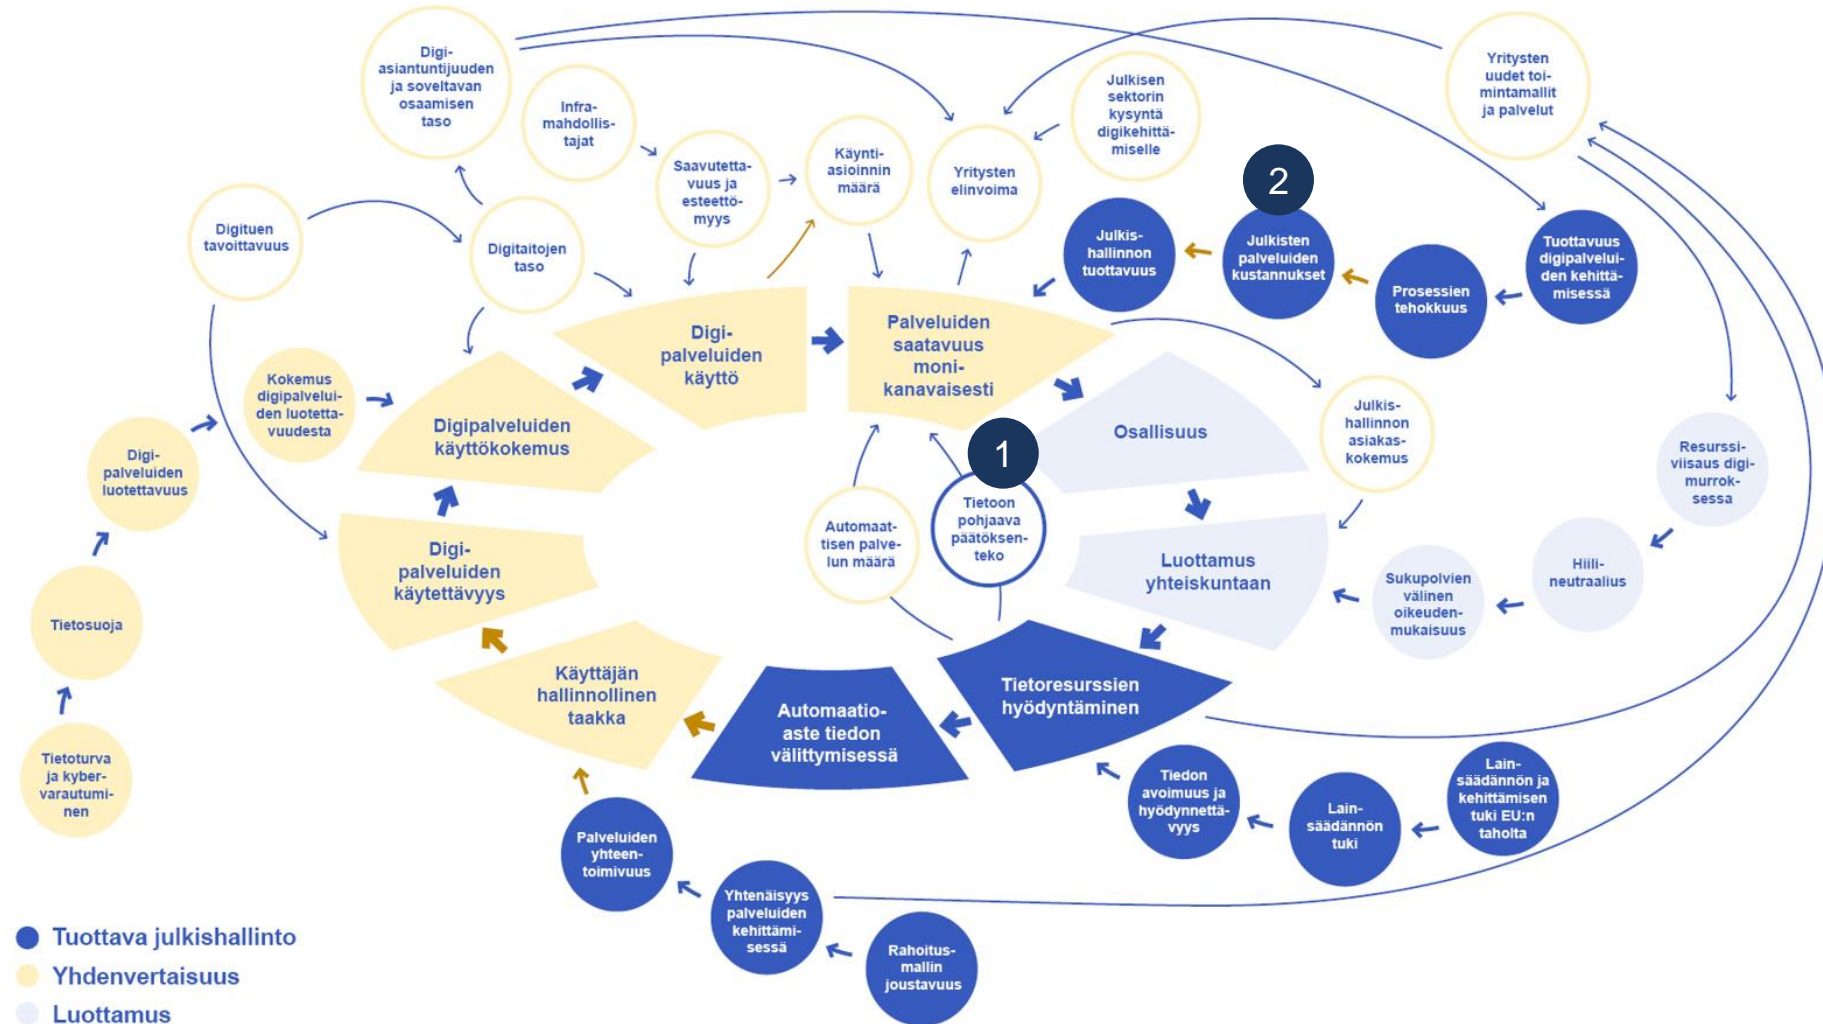 Digi-
asiantuntijuuden
ja soveltavan
osaamisen
taso
Infra-
mahdollis-
tajat
Saavutetta-
vuus ja
esteettö-
myys
Käynti-
asioinnin
määrä
Yritysten
elinvoima
Julkisen
sektorin
kysyntä
digikehittä-
miselle
Yritysten
uudet toi-
mintamallit
ja palvelut
2
Digituen
tavoittavuus
Digitaitojen
taso
Julkis-
hallinnon
tuottavuus
Julkisten
palveluiden
kustannukset
Prosessien
tehokkuus
Tuottavuus
digipalvelui-
den kehittä-
misessä
Digi-
palveluiden
käyttö
Palveluiden
saatavuus
moni-
kanavaisesti
Kokemus
digipalvelui-
den luotetta-
vuudesta
Digipalveluiden
käyttökokemus
Osallisuus
Julkis-
hallinnon
asiakas-
kokemus
Digi-
palveluiden
luotettavuus
1
Resurssi-
viisaus digi-
murrok-
sessa
Automaat-
tisen palve-
lun määrä
Tietoon
pohjaava
päätöksen-
teko
Digi-
palveluiden
käytettävyys
Luottamus
yhteiskuntaan
Sukupolvien
välinen
oikeuden-
mukaisuus
Hiili-
neutraalius
Tietosuoja
Käyttäjän
hallinnollinen
taakka
Automaatio-
aste tiedon
välittymisessä
Tietoresurssien
hyödyntäminen
Tietoturva
ja kyber-
varautumi-
nen
Tiedon
avoimuus ja
hyödynnettä-
vyys
Lain-
säädännön
tuki
Lain-
säädännön ja
kehittämisen
tuki EU:n
taholta
Palveluiden
yhteen-
toimivuus
Yhtenäisyys
palveluiden
kehittämi-
sessä
Rahoitus-
mallin
joustavuus
Tuottava julkishallinto
Yhdenvertaisuus
Luottamus